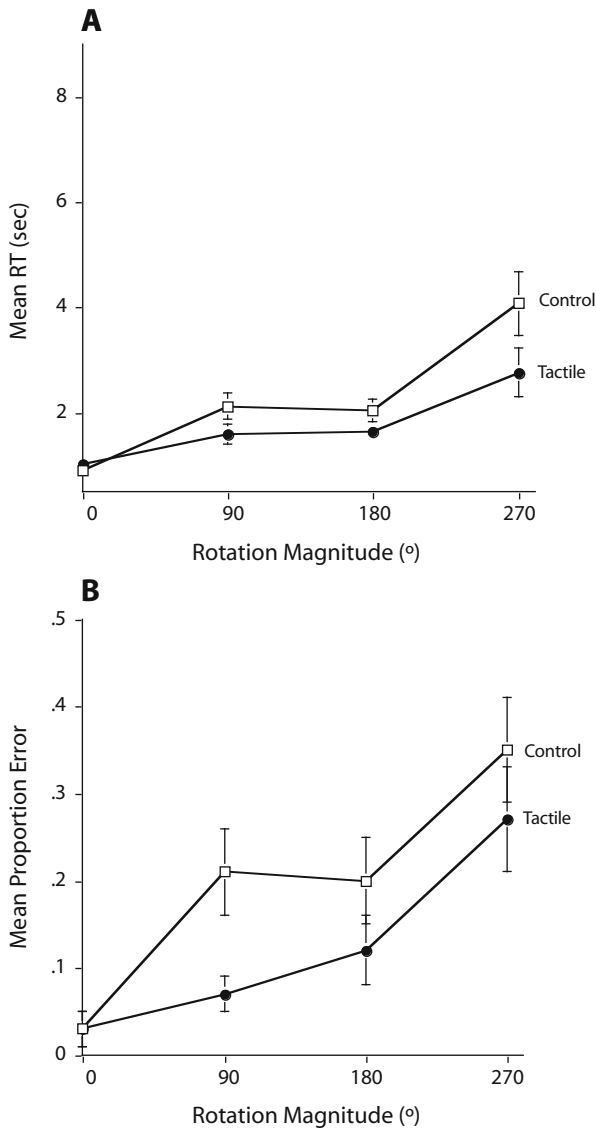 A
8
6
4
2
Mean RT (sec)
Control
Tactile
0 90 180 270
Rotation Magnitude (º)
B
.5
.4
.3
.2
.1
0
Mean Proportion Error
Control
Tactile
0 90 180 270
Rotation Magnitude (º)